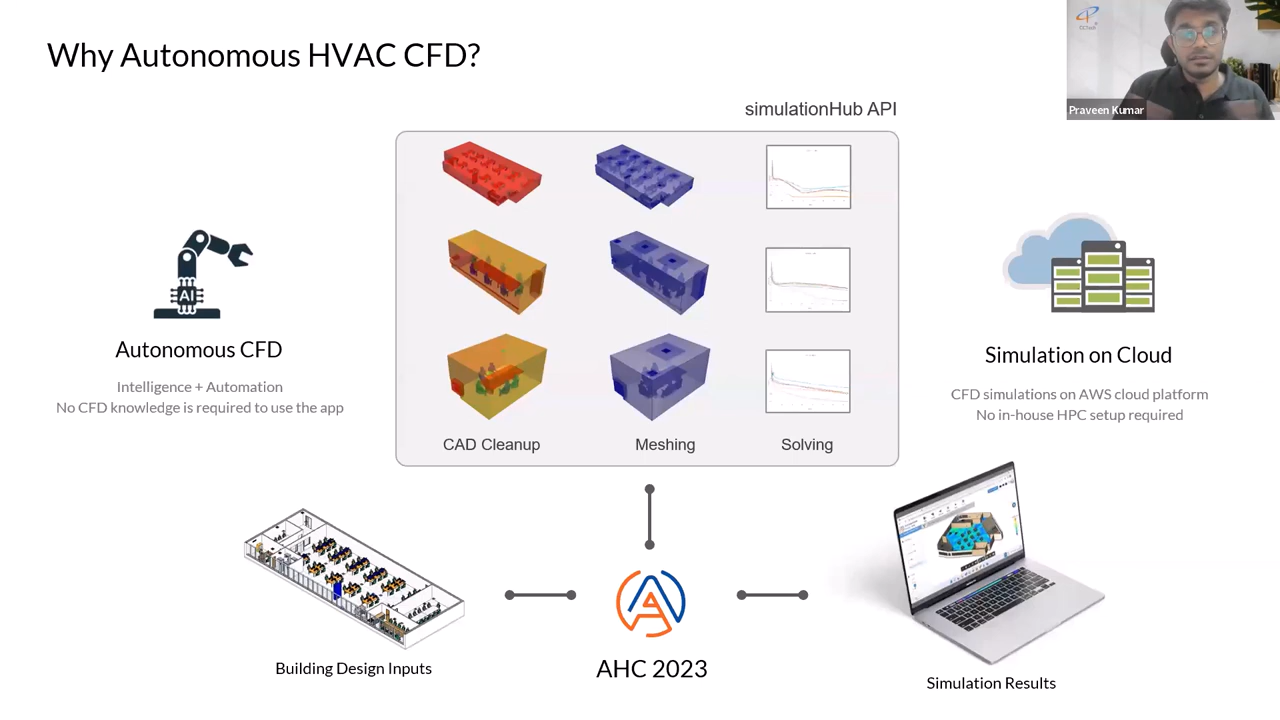 Why Autonomous HVAC CFD?
Praveen Kumar
simulationHub API
CAD Cleanup
Meshing
Solving
AI
Autonomous CFD
Intelligence + Automation
No CFD knowledge is required to use the app
Simulation on Cloud
CFD simulations on AWS cloud platform
No in-house HPC setup required
Building Design Inputs
AHC 2023
Simulation Results